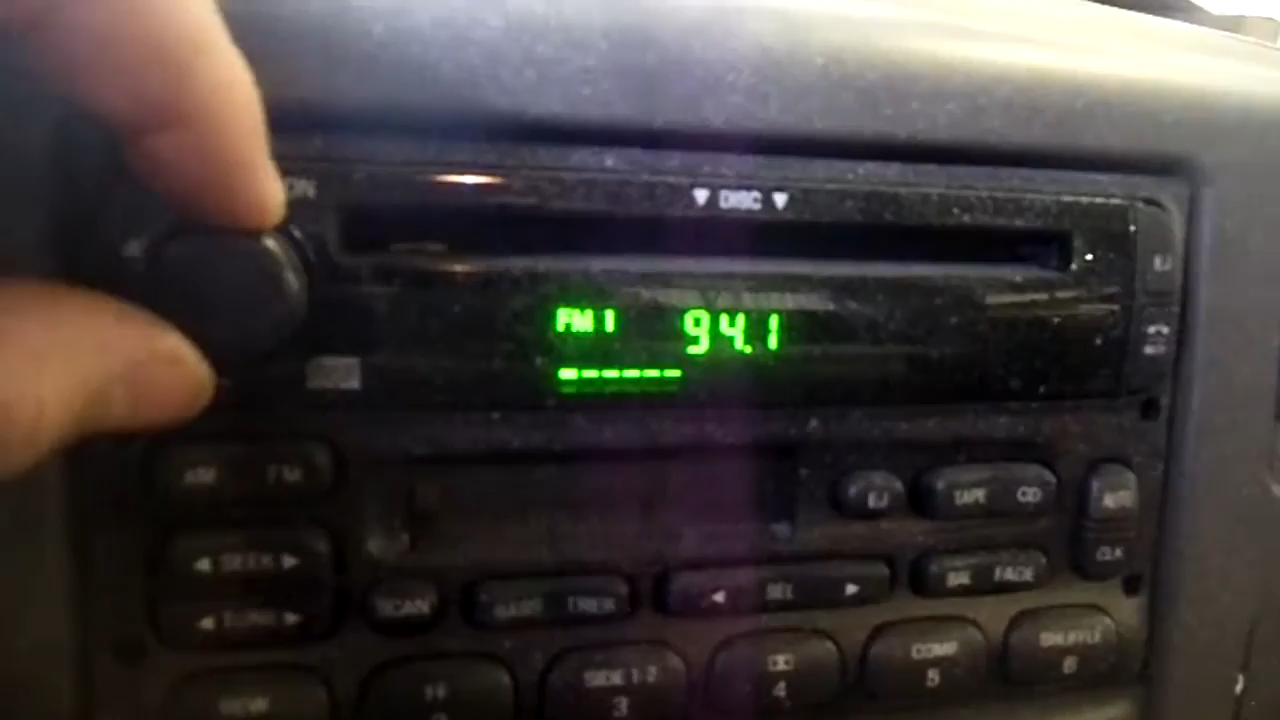 ▼ DISC ▼
EJ
FM 1 94.1
AM FM
EJ TAPE CD AUTO
◀ SEEK ▶
CLK
BAL FADE
◀ TUNE ▶
SCAN
BASS TREB
◀ SEL ▶
SIDE 1-2
COMP
SHUFFLE
3
4
5
6